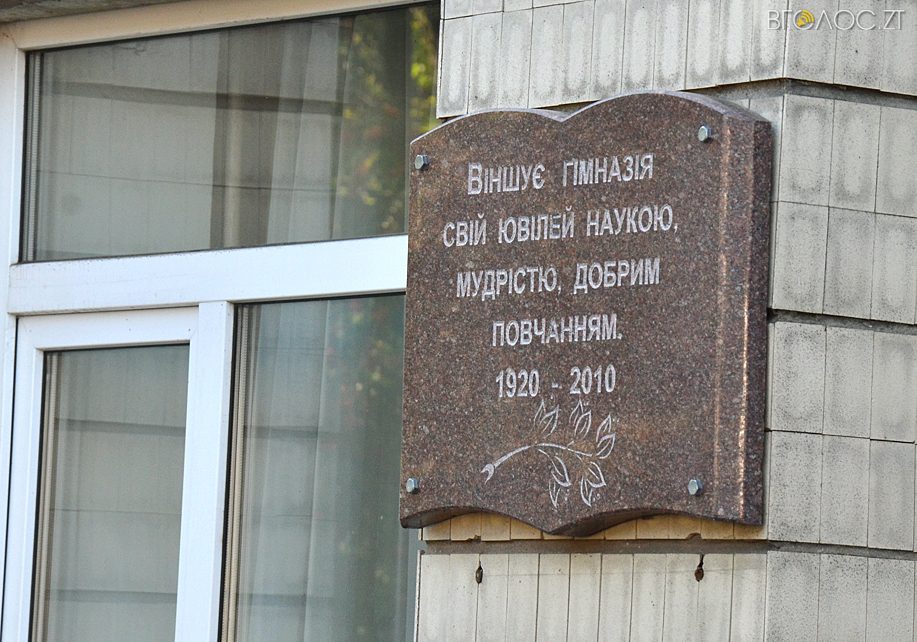 ВГОЛОС.ZT
ВІНШУЄ ГІМНАЗІЯ
СВІЙ ЮВІЛЕЙ НАУКОЮ,
МУДРІСТЮ, ДОБРИМ
ПОВЧАННЯМ.
1920 - 2010